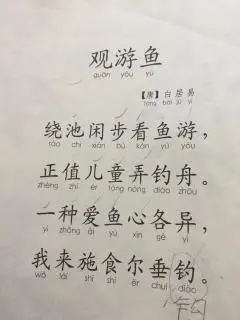 观游鱼
guān yóu yú
【唐】白居易
táng bái jū yì
绕池闲步看鱼游，
rào chí xián bù kàn yú yóu
正值儿童弄钓舟。
zhèng zhí ér tóng nòng diào zhōu
一种爱鱼心各异，
yì zhǒng ài yú xīn gè yì
我来施食尔垂钓。
wǒ lái shī shí ěr chuí diào